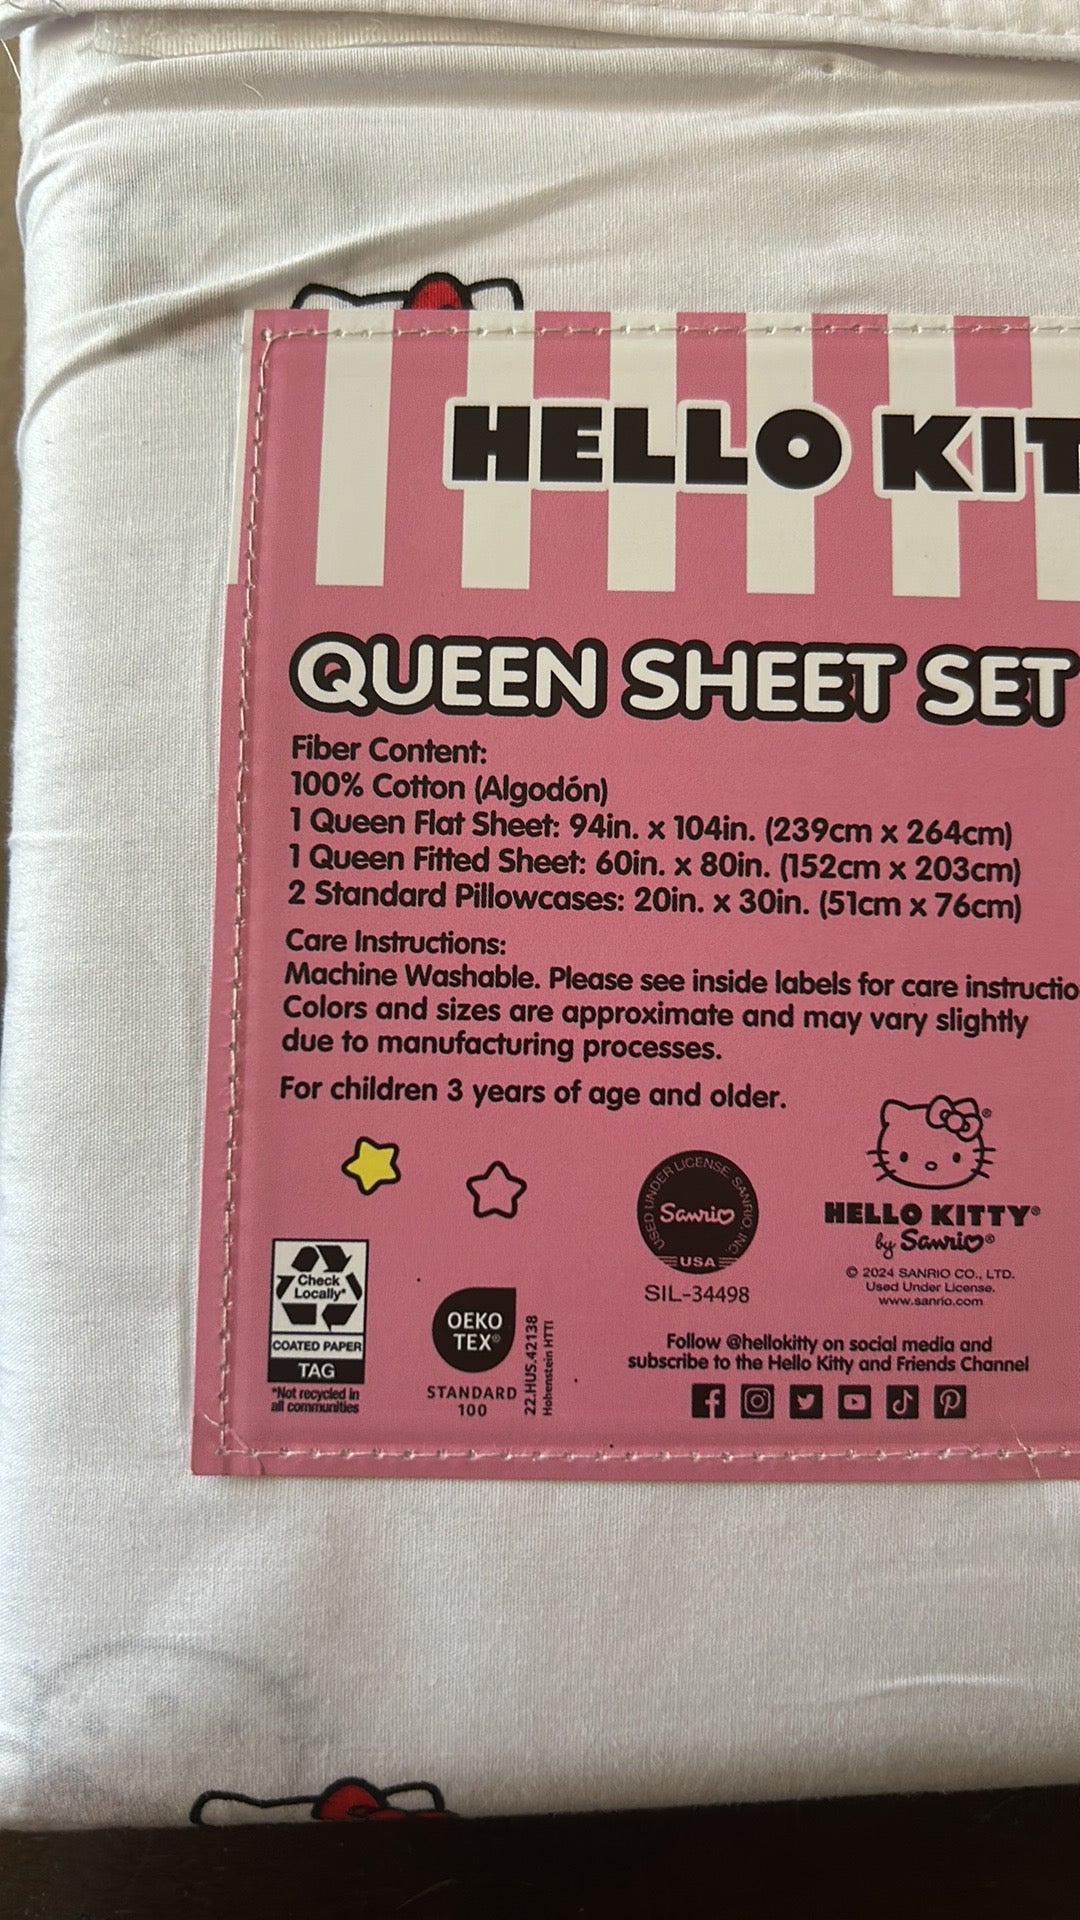 HELLO KIT
QUEEN SHEET SET
Fiber Content:
100% Cotton (Algodón)
1 Queen Flat Sheet: 94in. x 104in. (239cm x 264cm)
1 Queen Fitted Sheet: 60in. x 80in. (152cm x 203cm)
2 Standard Pillowcases: 20in. x 30in. (51cm x 76cm)
Care Instructions:
Machine Washable. Please see inside labels for care instructio
Colors and sizes are approximate and may vary slightly
due to manufacturing processes.
For children 3 years of age and older.
Check
Locally*
COATED PAPER
TAG
*Not recycled in
all communities
OEKO
TEX®
STANDARD
100
22.HUS.42138
Hohenstein HTTI
USED UNDER LICENSE. SANRIO, INC.
Sanrio
USA
SIL-34498
HELLO KITTY®
by Sanrio®
© 2024 SANRIO CO., LTD.
Used Under License.
www.sanrio.com
Follow @hellokitty on social media and
subscribe to the Hello Kitty and Friends Channel